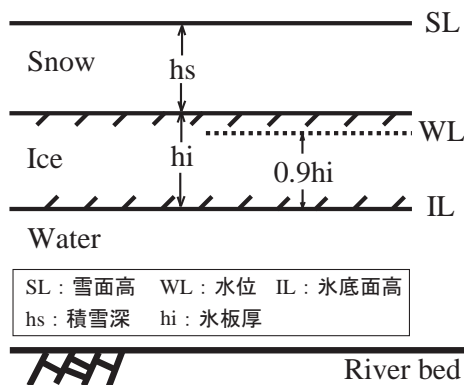 SL
Snow
hs
WL
Ice
hi
0.9hi
IL
Water
SL：雪面高　WL：水位　IL：氷底面高
hs：積雪深　hi：氷板厚
River bed